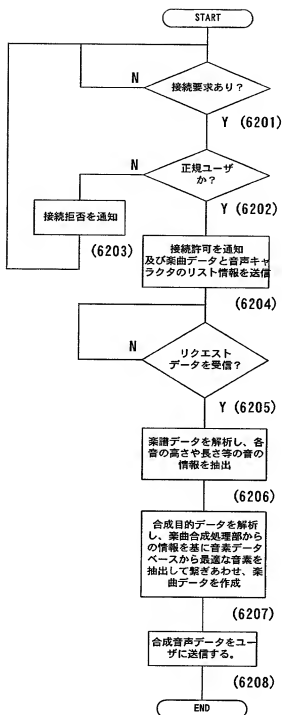 START
N
接続要求あり？
Y (6201)
N
正規ユーザ
か？
Y (6202)
接続拒否を通知
(6203)
接続許可を通知
及び楽曲データと音声キャ
ラクタのリスト情報を送信
(6204)
N
リクエスト
データを受信？
Y (6205)
楽譜データを解析し、各
音の高さや長さ等の音の
情報を抽出
(6206)
合成目的データを解析
し、楽曲合成処理部から
の情報を基に音素データ
ベースから最適な音素を
抽出して繋ぎあわせ、楽
曲データを作成
(6207)
合成音声データをユー
ザに送信する。
(6208)
END